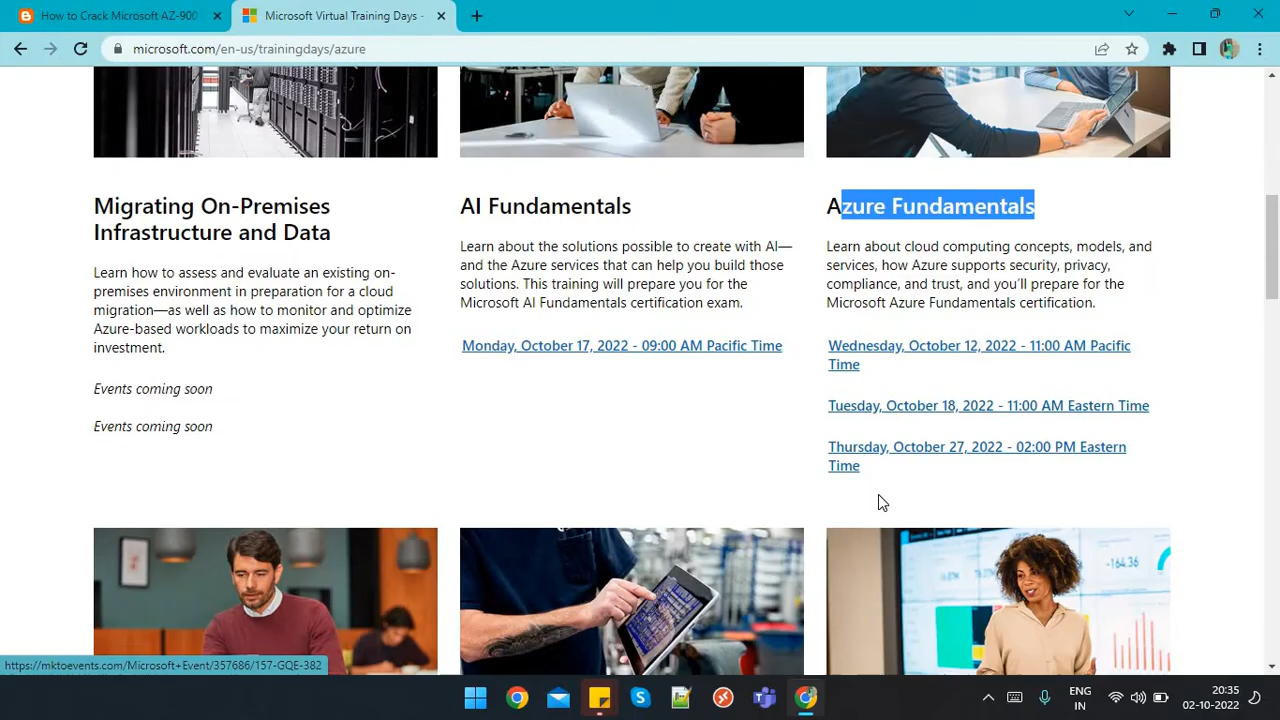 How to Crack Microsoft AZ-900
Microsoft Virtual Training Days -
microsoft.com/en-us/trainingdays/azure
Migrating On-Premises
Infrastructure and Data
Learn how to assess and evaluate an existing on-
premises environment in preparation for a cloud
migration—as well as how to monitor and optimize
Azure-based workloads to maximize your return on
investment.
Events coming soon
Events coming soon
AI Fundamentals
Learn about the solutions possible to create with AI—
and the Azure services that can help you build those
solutions. This training will prepare you for the
Microsoft AI Fundamentals certification exam.
Monday, October 17, 2022 - 09:00 AM Pacific Time
Azure Fundamentals
Learn about cloud computing concepts, models, and
services, how Azure supports security, privacy,
compliance, and trust, and you'll prepare for the
Microsoft Azure Fundamentals certification.
Wednesday, October 12, 2022 - 11:00 AM Pacific
Time
Tuesday, October 18, 2022 - 11:00 AM Eastern Time
Thursday, October 27, 2022 - 02:00 PM Eastern
Time
-164.36
https://mktoevents.com/Microsoft+Event/357686/157-GQE-382
ENG
IN
20:35
02-10-2022